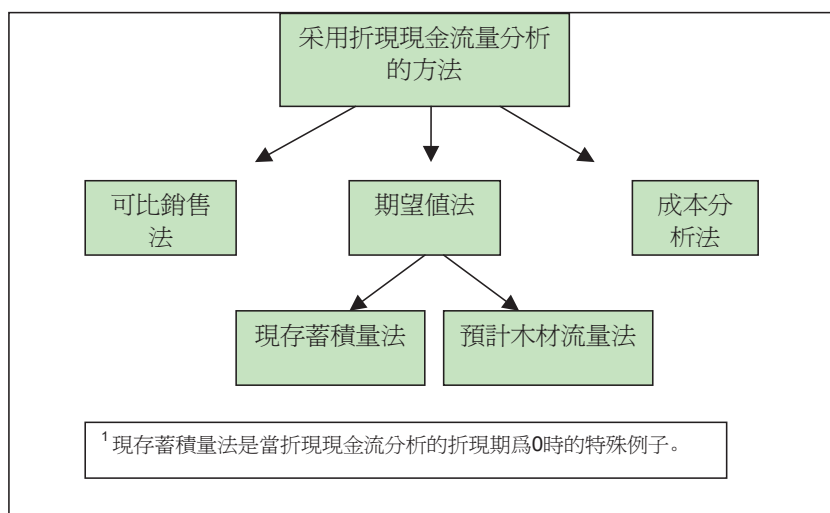 采用折現現金流量分析
的方法
可比銷售
法
期望值法
成本分
析法
現存蓄積量法
預計木材流量法
1 現存蓄積量法是當折現現金流分析的折現期爲0時的特殊例子。